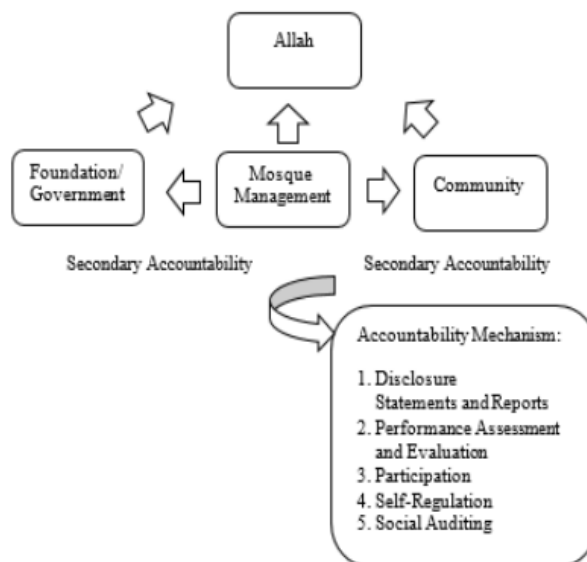 Allah
Foundation/
Government
Mosque
Management
Community
Secondary Accountability
Secondary Accountability
Accountability Mechanism:
1. Disclosure
Statements and Reports
2. Performance Assessment
and Evaluation
3. Participation
4. Self-Regulation
5. Social Auditing